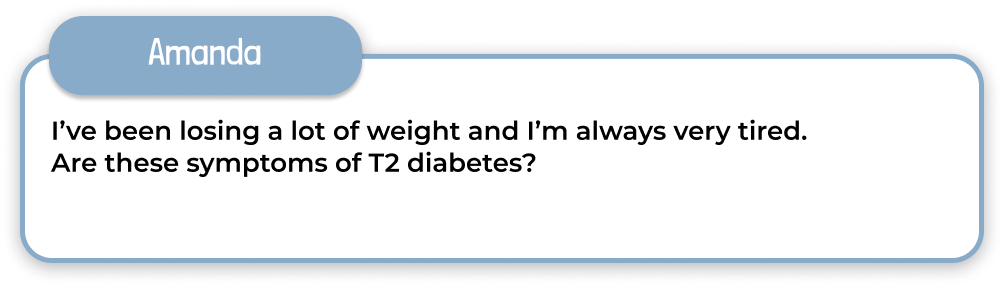 Amanda
I’ve been losing a lot of weight and I’m always very tired.
Are these symptoms of T2 diabetes?